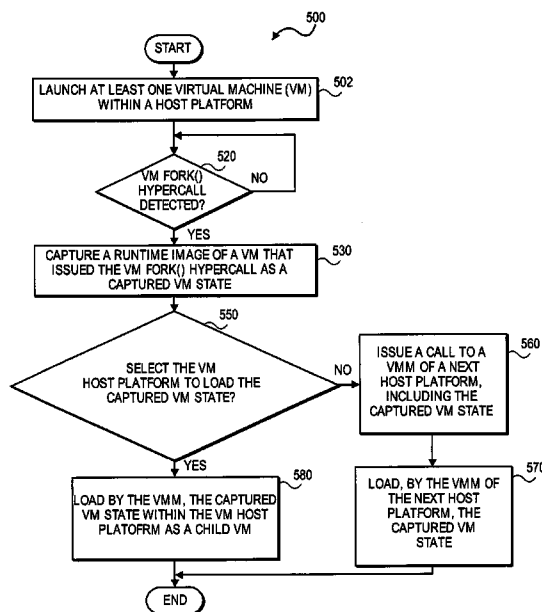 500
START
LAUNCH AT LEAST ONE VIRTUAL MACHINE (VM)
WITHIN A HOST PLATFORM
502
520
VM FORK()
HYPERCALL
DETECTED?
NO
YES
CAPTURE A RUNTIME IMAGE OF A VM THAT
ISSUED THE VM FORK() HYPERCALL AS A
CAPTURED VM STATE
530
550
SELECT THE VM
HOST PLATFORM TO LOAD THE
CAPTURED VM STATE?
NO
ISSUE A CALL TO A
VMM OF A NEXT
HOST PLATFORM,
INCLUDING THE
CAPTURED VM STATE
560
YES
580
LOAD BY THE VMM, THE CAPTURED
VM STATE WITHIN THE VM HOST
PLATOFRM AS A CHILD VM
570
LOAD, BY THE VMM OF
THE NEXT HOST
PLATFORM, THE
CAPTURED VM
STATE
END